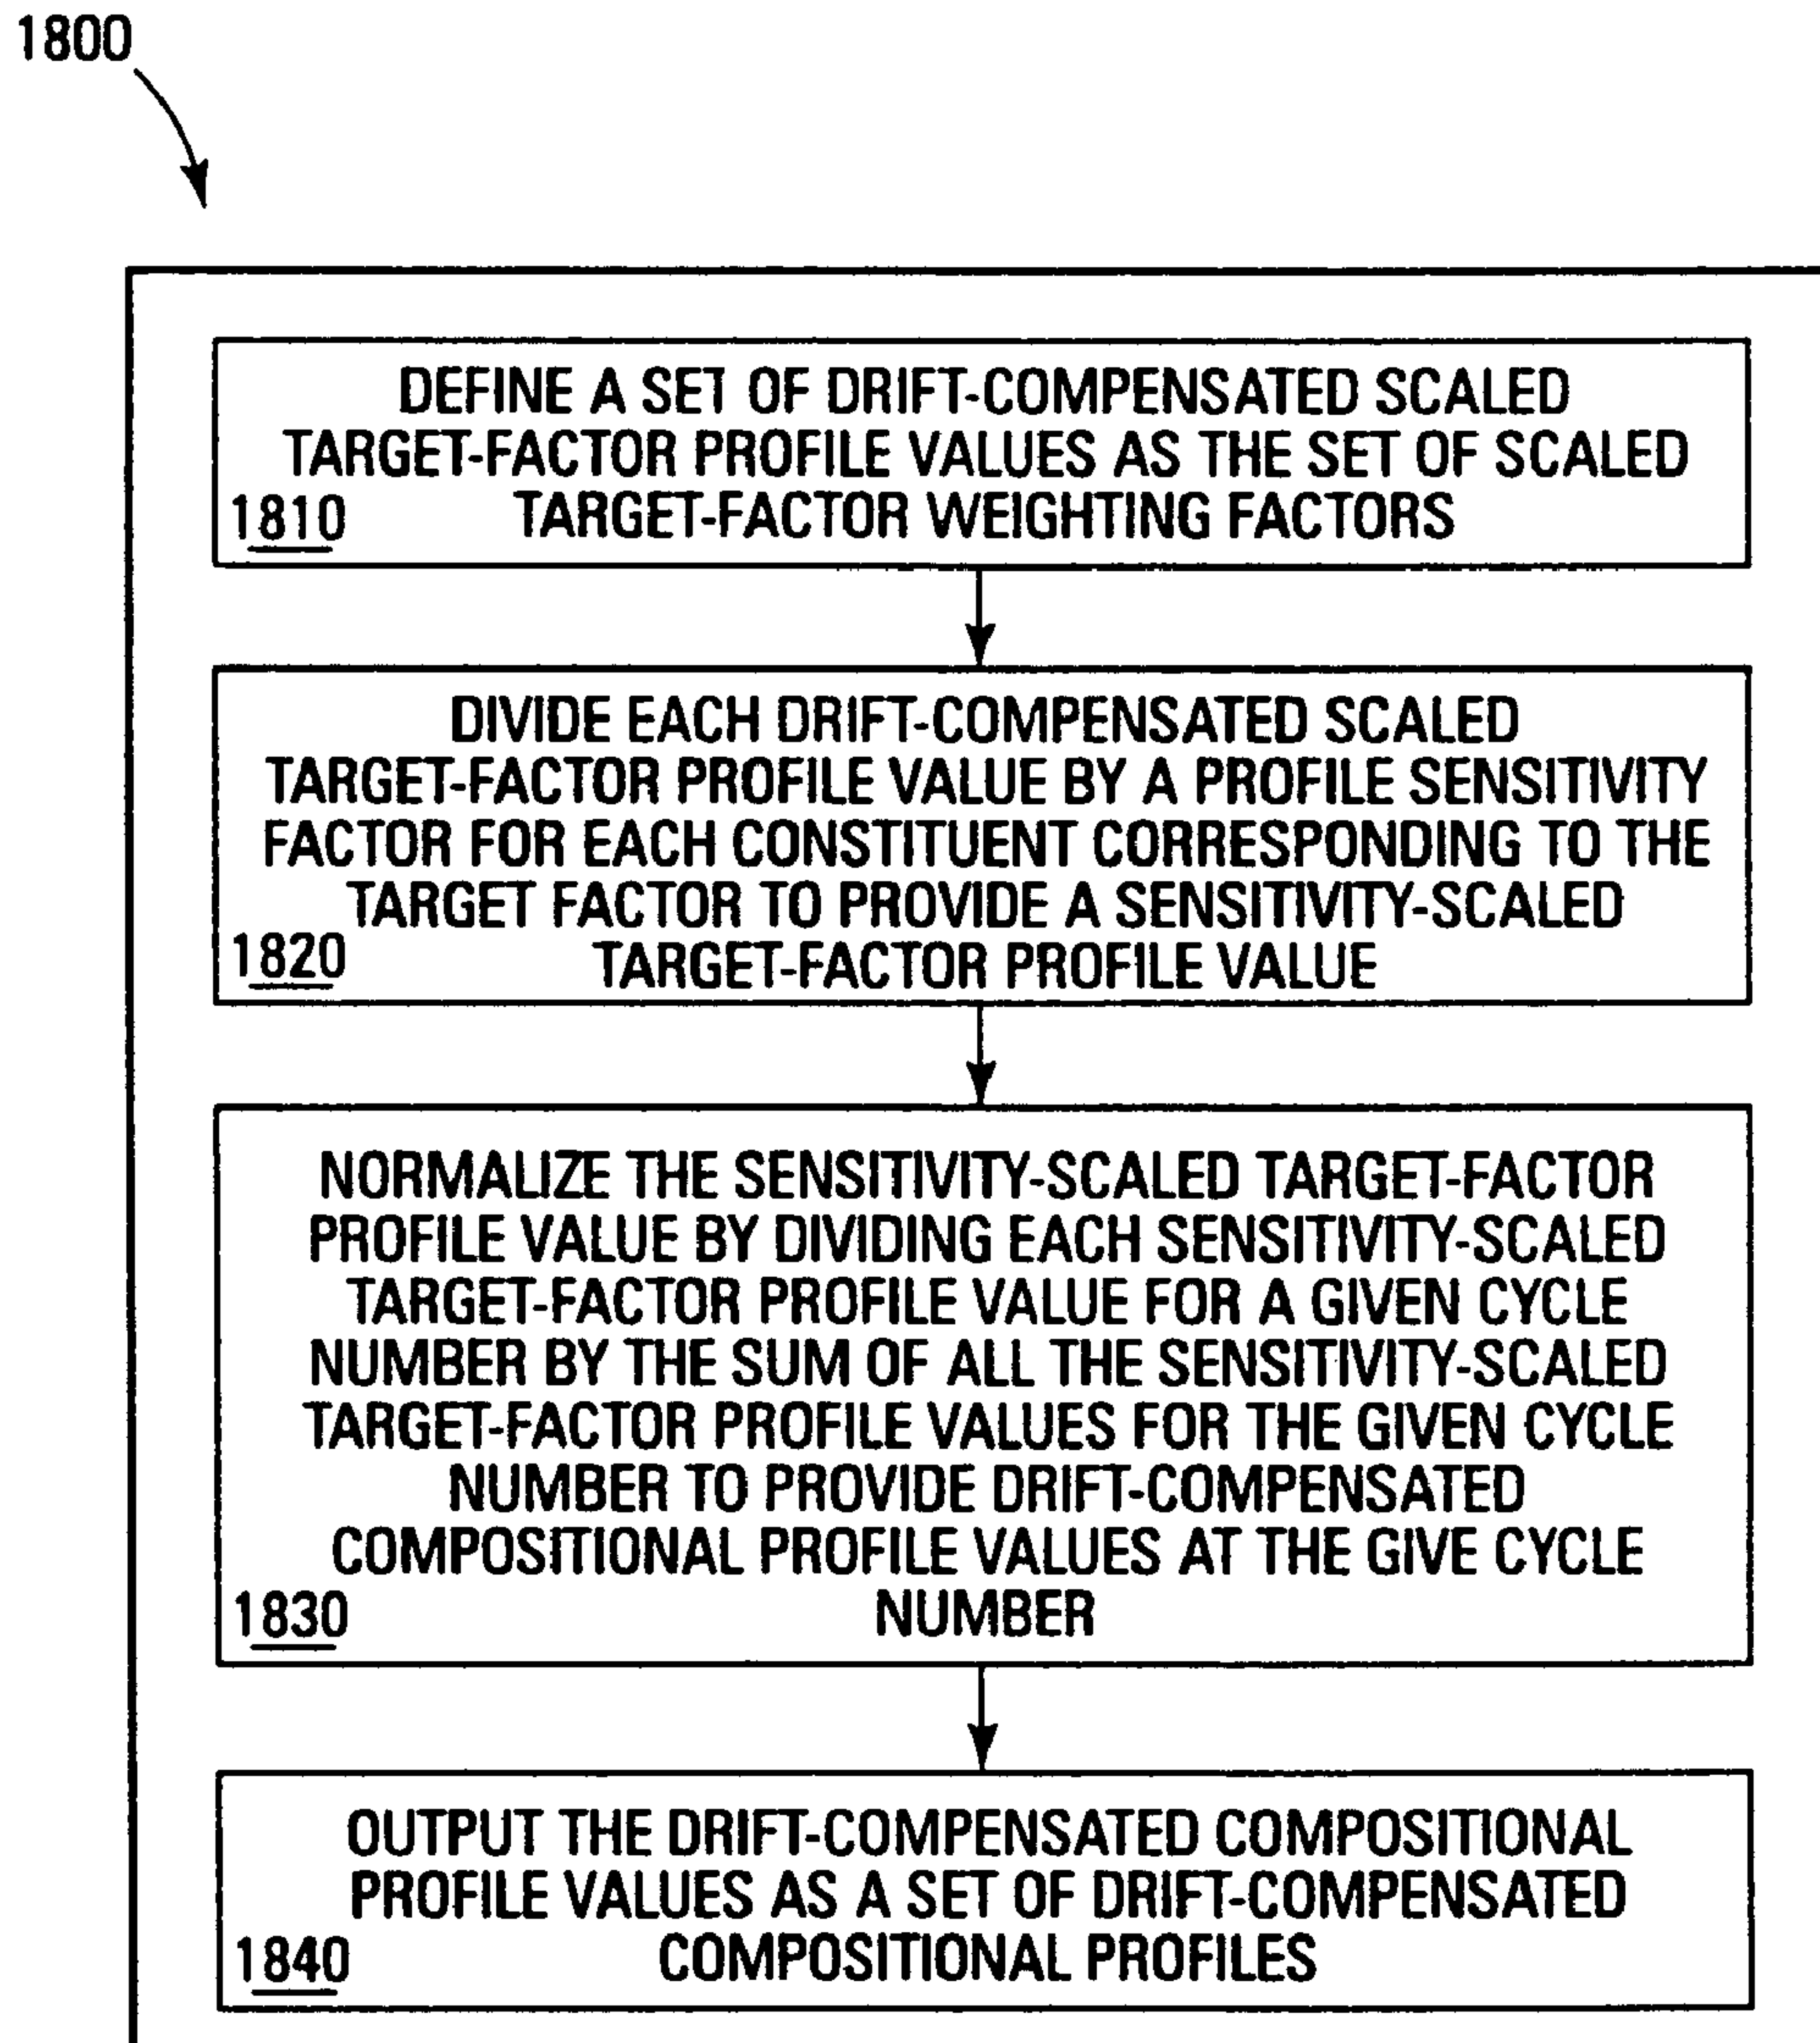 1800
DEFINE A SET OF DRIFT-COMPENSATED SCALED
TARGET-FACTOR PROFILE VALUES AS THE SET OF SCALED
TARGET-FACTOR WEIGHTING FACTORS
1810
DIVIDE EACH DRIFT-COMPENSATED SCALED
TARGET-FACTOR PROFILE VALUE BY A PROFILE SENSITIVITY
FACTOR FOR EACH CONSTITUENT CORRESPONDING TO THE
TARGET FACTOR TO PROVIDE A SENSITIVITY-SCALED
TARGET-FACTOR PROFILE VALUE
1820
NORMALIZE THE SENSITIVITY-SCALED TARGET-FACTOR
PROFILE VALUE BY DIVIDING EACH SENSITIVITY-SCALED
TARGET-FACTOR PROFILE VALUE FOR A GIVEN CYCLE
NUMBER BY THE SUM OF ALL THE SENSITIVITY-SCALED
TARGET-FACTOR PROFILE VALUES FOR THE GIVEN CYCLE
NUMBER TO PROVIDE DRIFT-COMPENSATED
COMPOSITIONAL PROFILE VALUES AT THE GIVE CYCLE
NUMBER
1830
OUTPUT THE DRIFT-COMPENSATED COMPOSITIONAL
PROFILE VALUES AS A SET OF DRIFT-COMPENSATED
COMPOSITIONAL PROFILES
1840